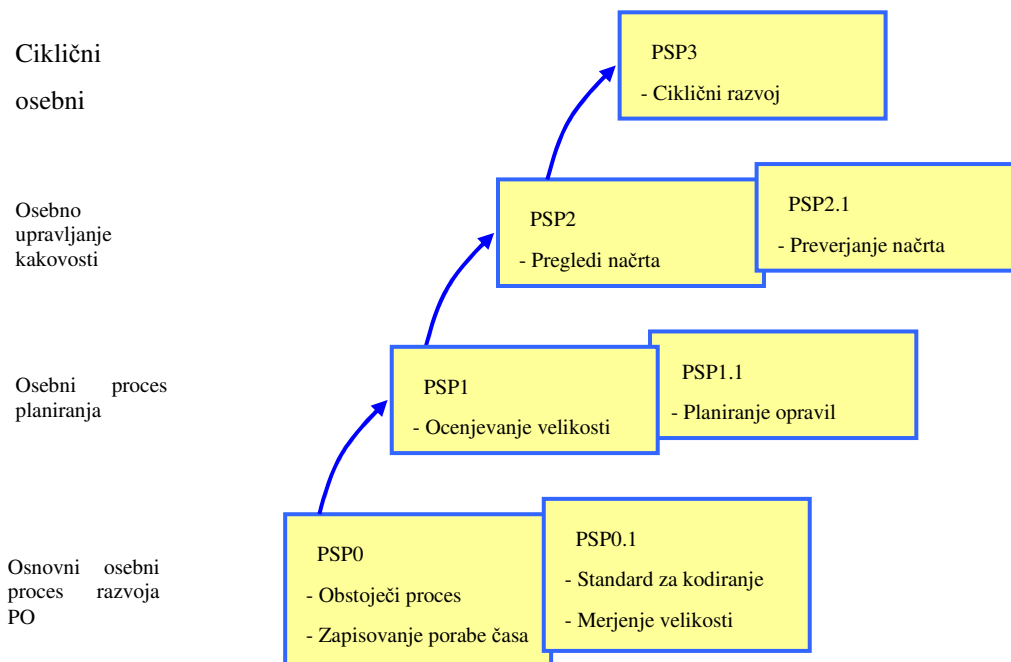 Ciklični
osebni
PSP3
- Ciklični razvoj
Osebno
upravljanje
kakovosti
PSP2
- Pregledi načrta
PSP2.1
- Preverjanje načrta
Osebni proces
planiranja
PSP1
- Ocenjevanje velikosti
PSP1.1
- Planiranje opravil
Osnovni osebni
proces razvoja
PO
PSP0
- Obstoječi proces
- Zapisovanje porabe časa
PSP0.1
- Standard za kodiranje
- Merjenje velikosti